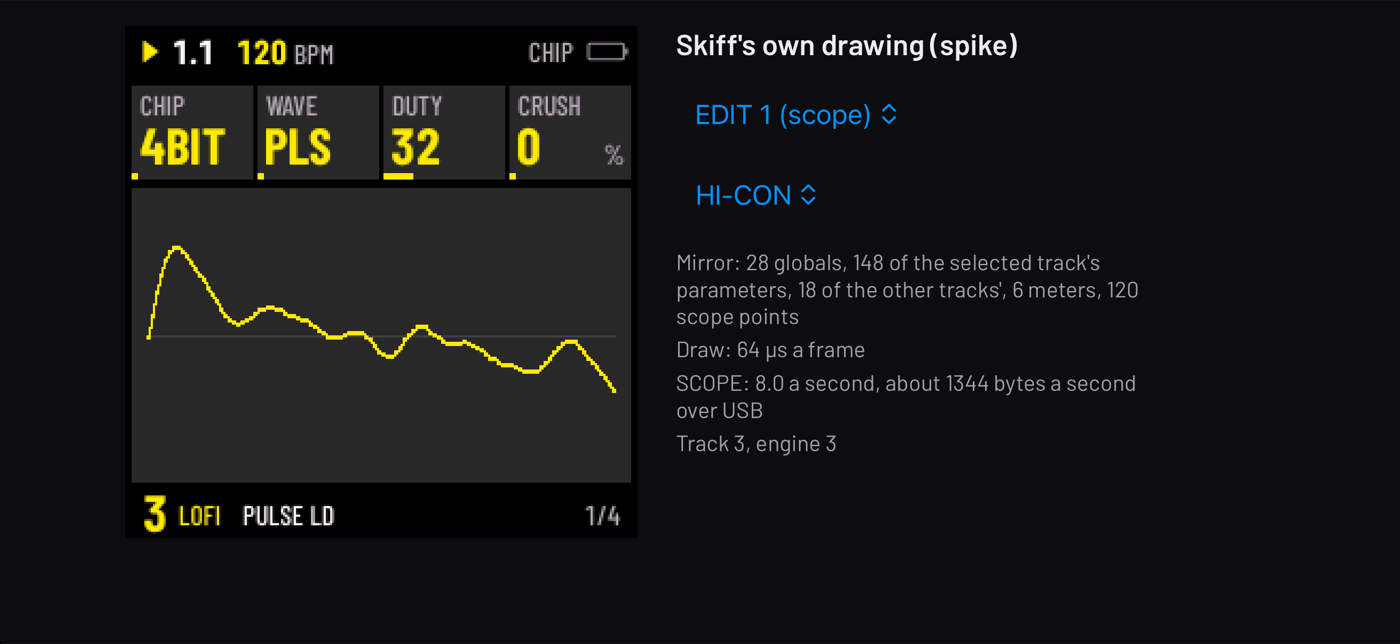 1.1 120 BPM CHIP
CHIP WAVE DUTY CRUSH
4BIT PLS 32 0 %
3 LOFI PULSE LD 1/4
Skiff's own drawing (spike)
EDIT 1 (scope)
HI-CON
Mirror: 28 globals, 148 of the selected track's
parameters, 18 of the other tracks', 6 meters, 120
scope points
Draw: 64 µs a frame
SCOPE: 8.0 a second, about 1344 bytes a second
over USB
Track 3, engine 3